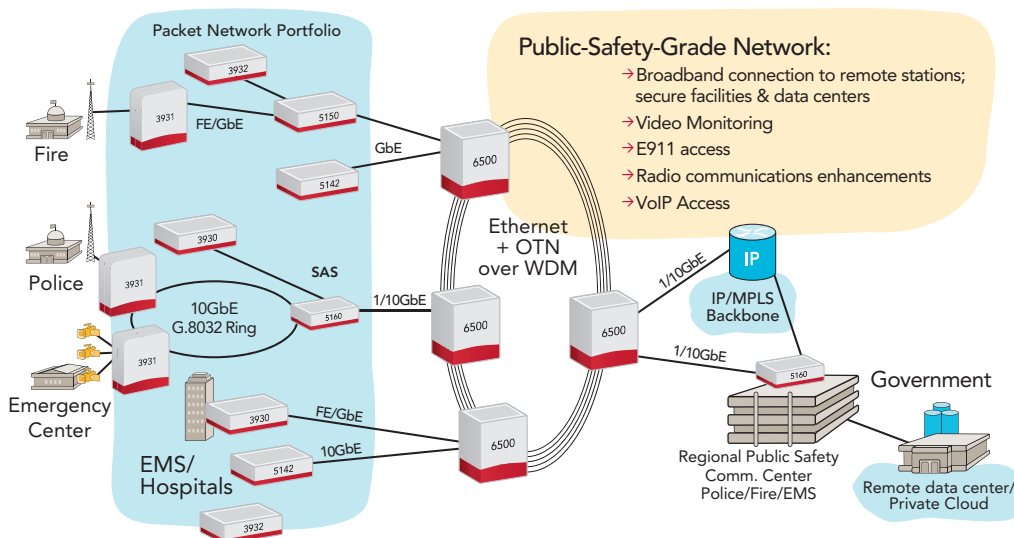 Packet Network Portfolio
3932
3931
FE/GbE
5150
Fire
GbE
5142
6500
Public-Safety-Grade Network:
→Broadband connection to remote stations;
secure facilities & data centers
→Video Monitoring
→E911 access
→Radio communications enhancements
→VoIP Access
3930
Police
3931
SAS
10GbE
G.8032 Ring
5160
1/10GbE
6500
Ethernet
+ OTN
over WDM
6500
1/10GbE
IP
IP/MPLS
Backbone
1/10GbE
5160
Government
3931
Emergency
Center
3930
FE/GbE
6500
10GbE
5142
EMS/
Hospitals
3932
Regional Public Safety
Comm. Center
Police/Fire/EMS
Remote data center/
Private Cloud